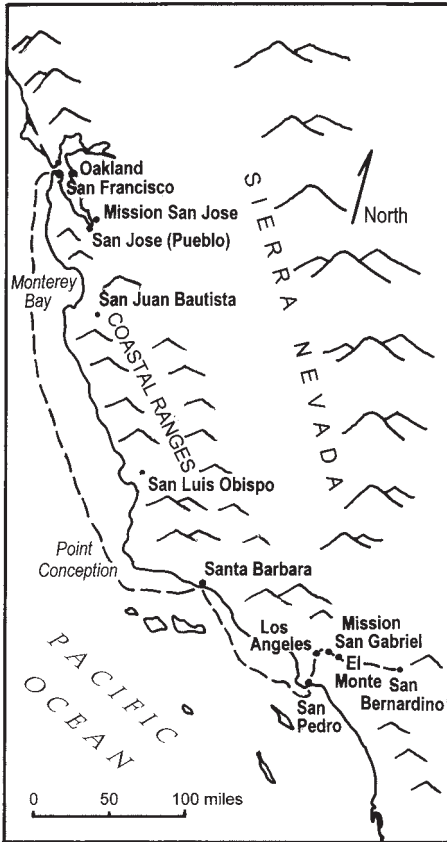 Oakland
San Francisco
Mission San Jose
San Jose (Pueblo)
North
SIERRA NEVADA
Monterey
Bay
San Juan Bautista
COASTAL RANGES
San Luis Obispo
Point
Conception
Santa Barbara
Los
Angeles
Mission
San Gabriel
El
Monte
San
Bernardino
San
Pedro
PACIFIC
OCEAN
0 50 100 miles